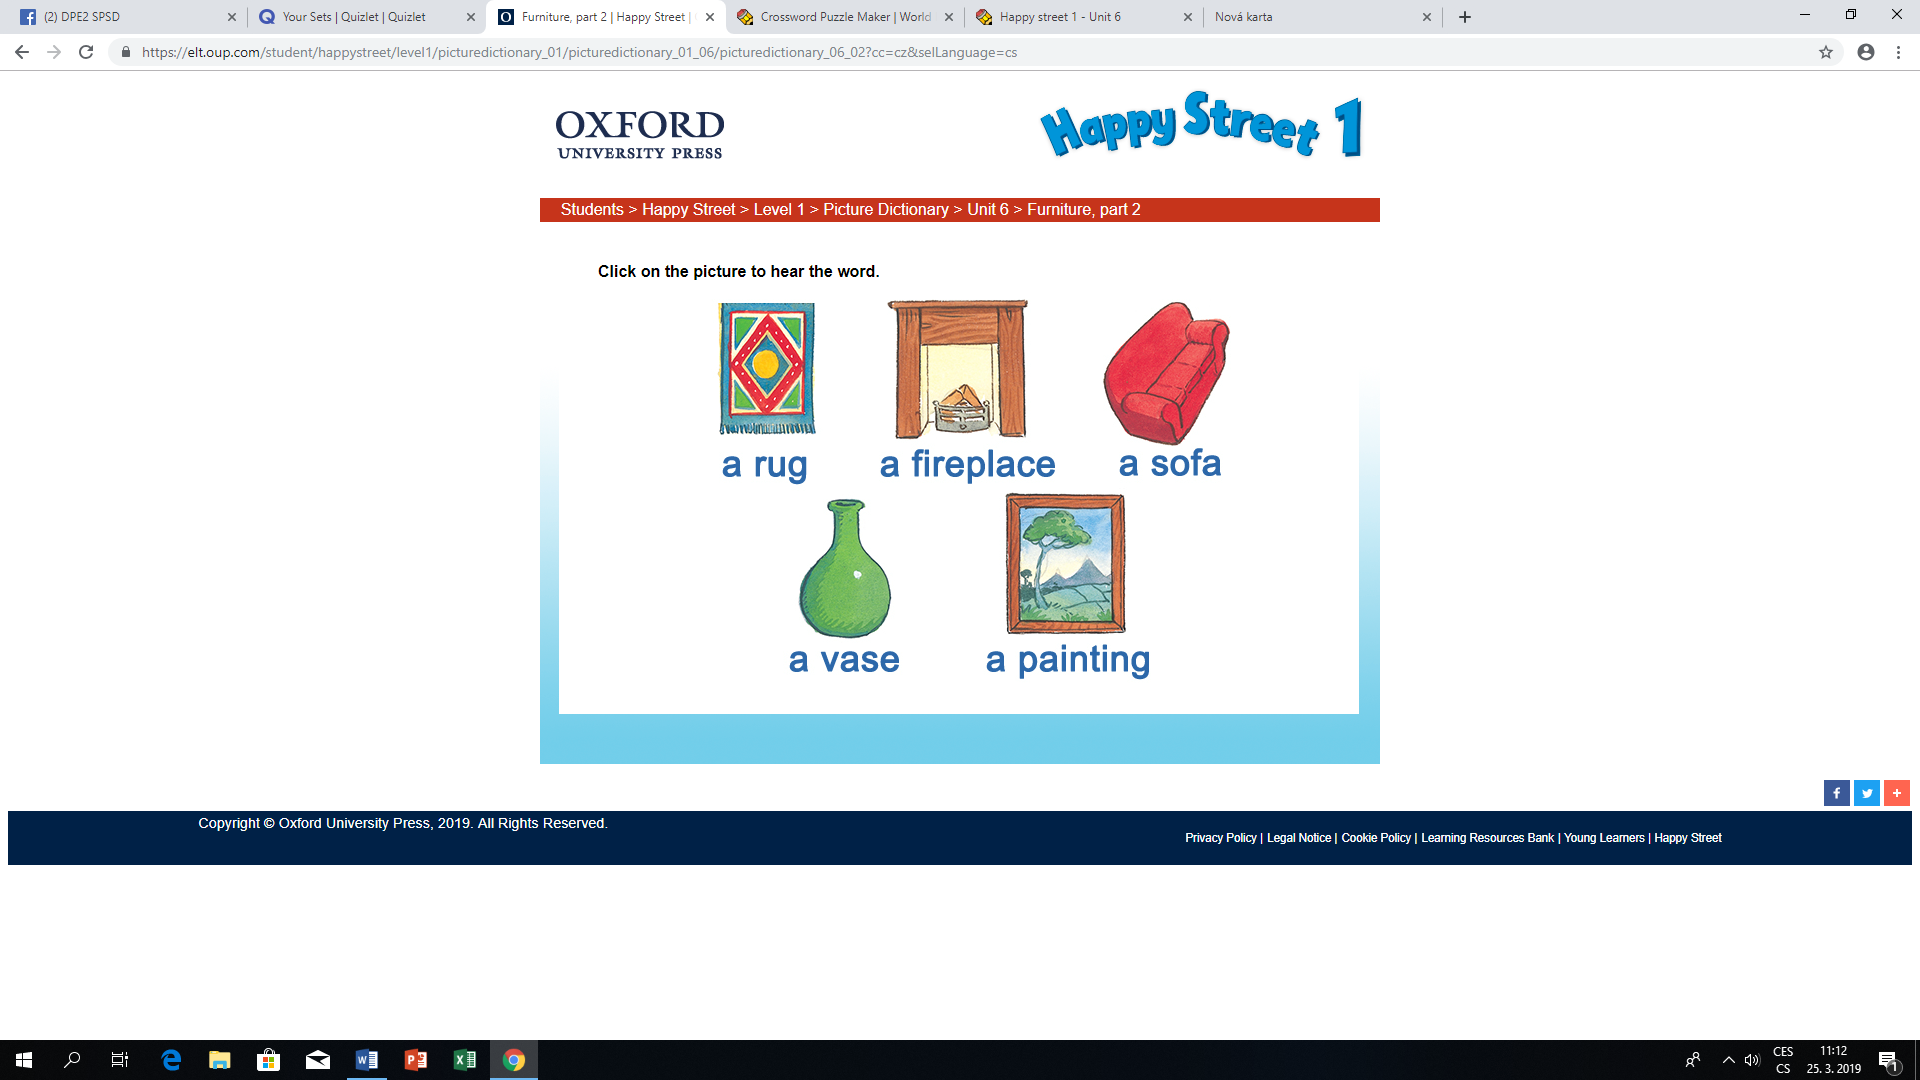 (2) DPE2 SPSD
Your Sets | Quizlet | Quizlet
Furniture, part 2 | Happy Street |
Crossword Puzzle Maker | World
Happy street 1 - Unit 6
Nová karta
https://elt.oup.com/student/happystreet/level1/picturedictionary_01/picturedictionary_01_06/picturedictionary_06_02?cc=cz&selLanguage=cs
OXFORD
UNIVERSITY PRESS
Happy Street 1
Students > Happy Street > Level 1 > Picture Dictionary > Unit 6 > Furniture, part 2
Click on the picture to hear the word.
a rug
a fireplace
a sofa
a vase
a painting
Copyright © Oxford University Press, 2019. All Rights Reserved.
Privacy Policy | Legal Notice | Cookie Policy | Learning Resources Bank | Young Learners | Happy Street
CES
CS
11:12
25. 3. 2019
1